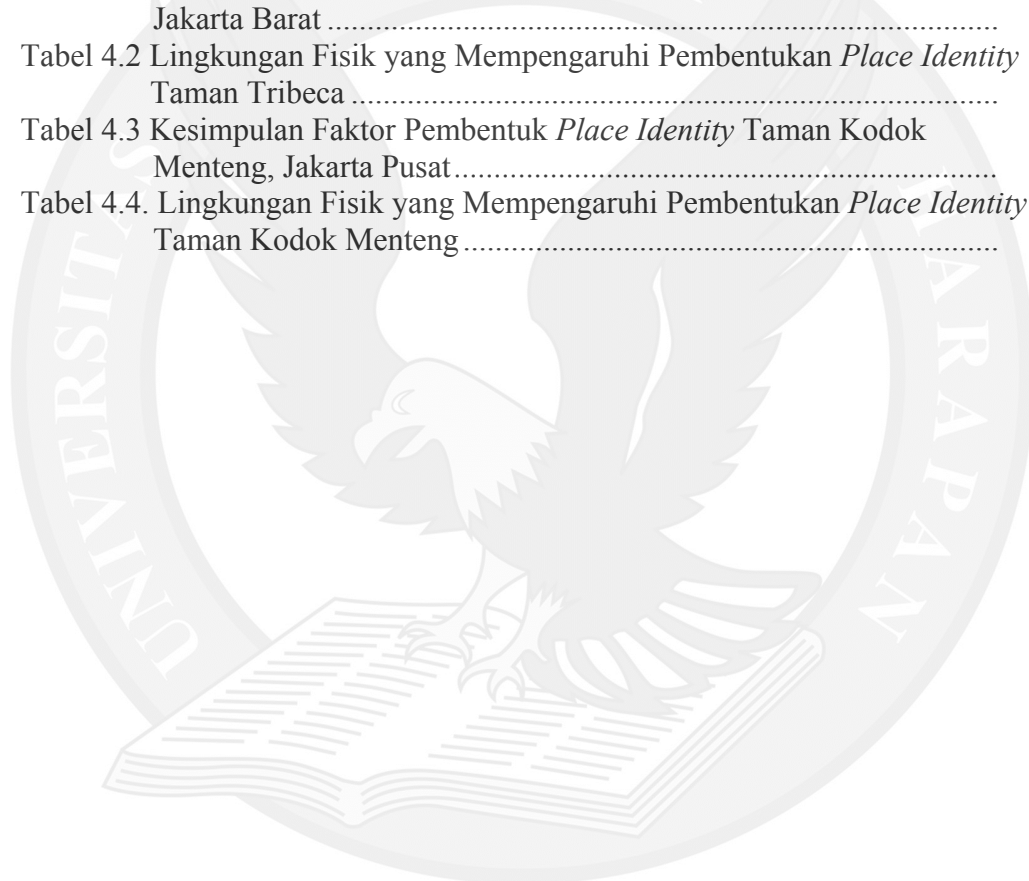 Jakarta Barat ....................................................................................
Tabel 4.2 Lingkungan Fisik yang Mempengaruhi Pembentukan Place Identity
Taman Tribeca .................................................................................
Tabel 4.3 Kesimpulan Faktor Pembentuk Place Identity Taman Kodok
Menteng, Jakarta Pusat....................................................................
Tabel 4.4. Lingkungan Fisik yang Mempengaruhi Pembentukan Place Identity
Taman Kodok Menteng ...................................................................
UNIVERSITAS
HARAPAN